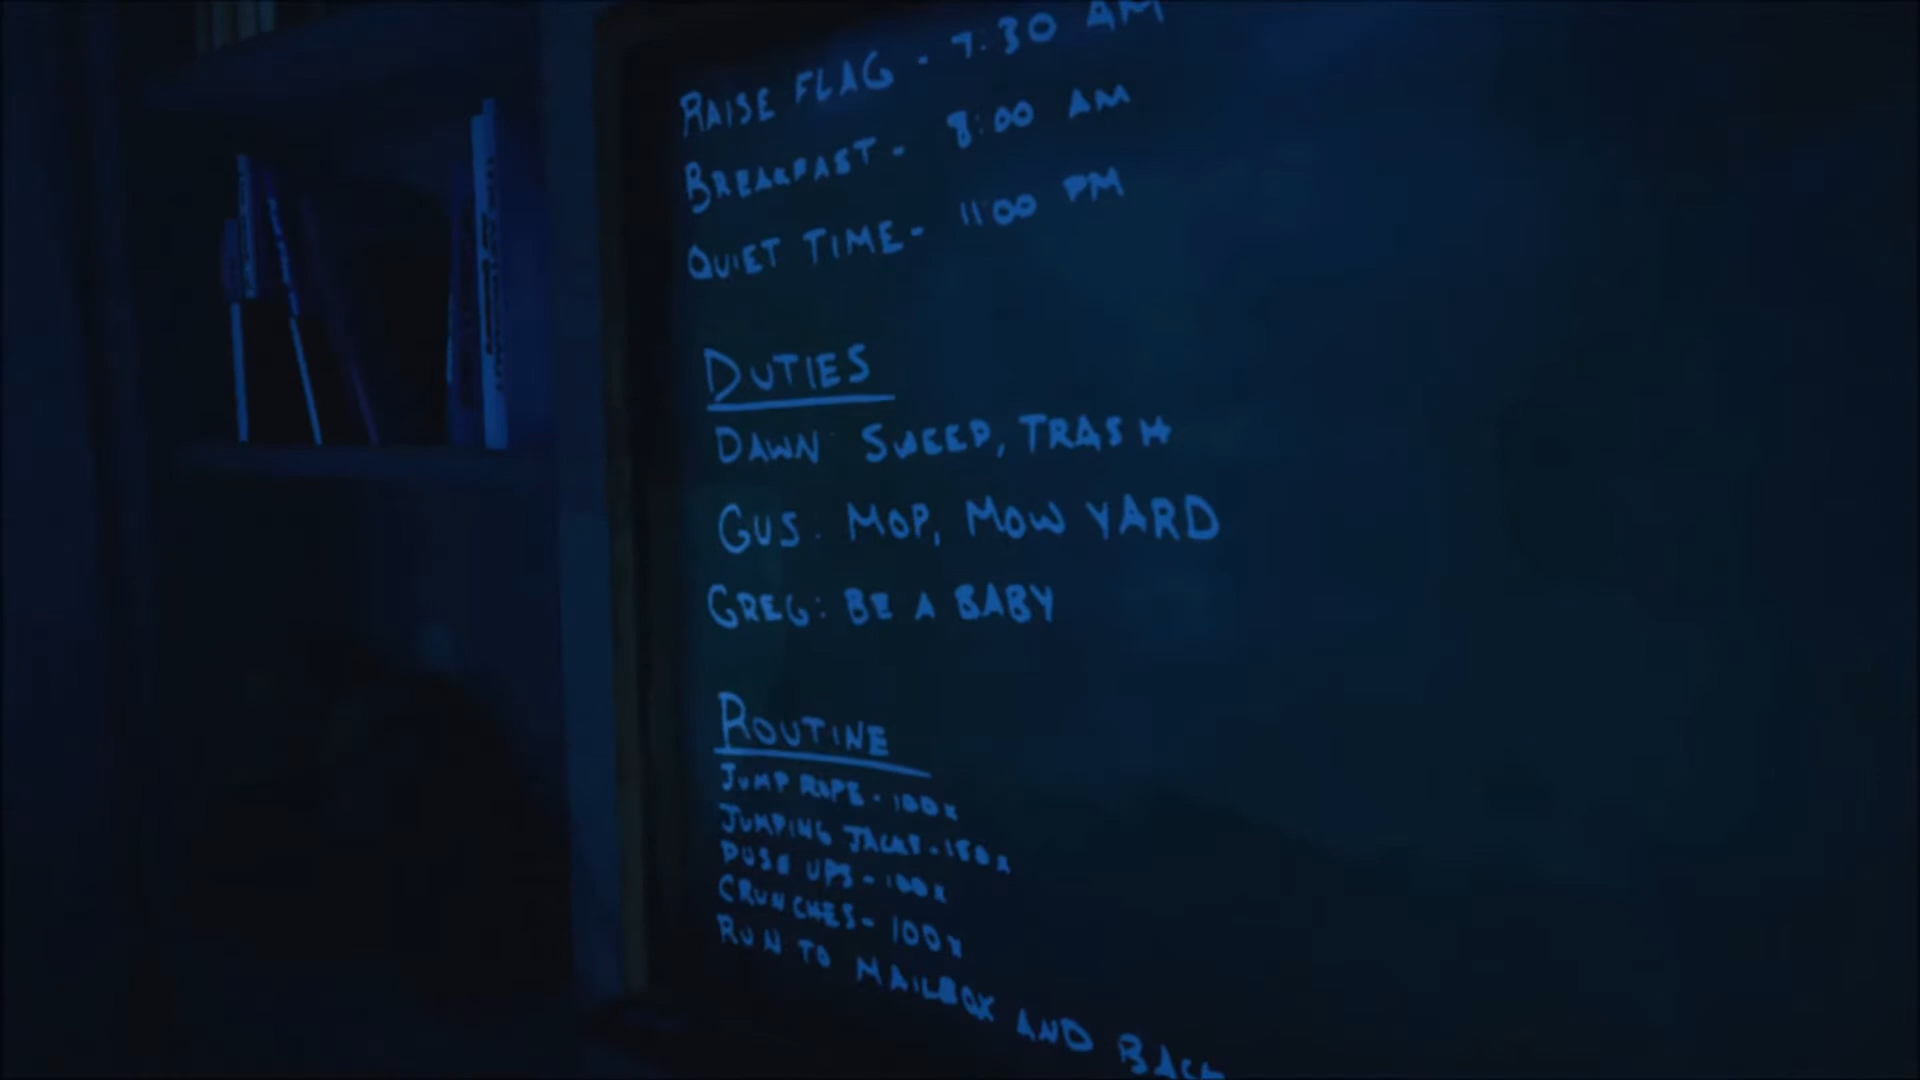 RAISE FLAG - 7:30 AM
BREAKFAST - 8:00 AM
QUIET TIME - 11:00 PM
DUTIES
DAWN: SWEEP, TRASH
GUS: MOP, MOW YARD
GREG: BE A BABY
ROUTINE
JUMP ROPE - 100X
JUMPING JACKS - 150X
PUSH UPS - 100X
CRUNCHES - 100X
RUN TO MAILBOX AND BACK